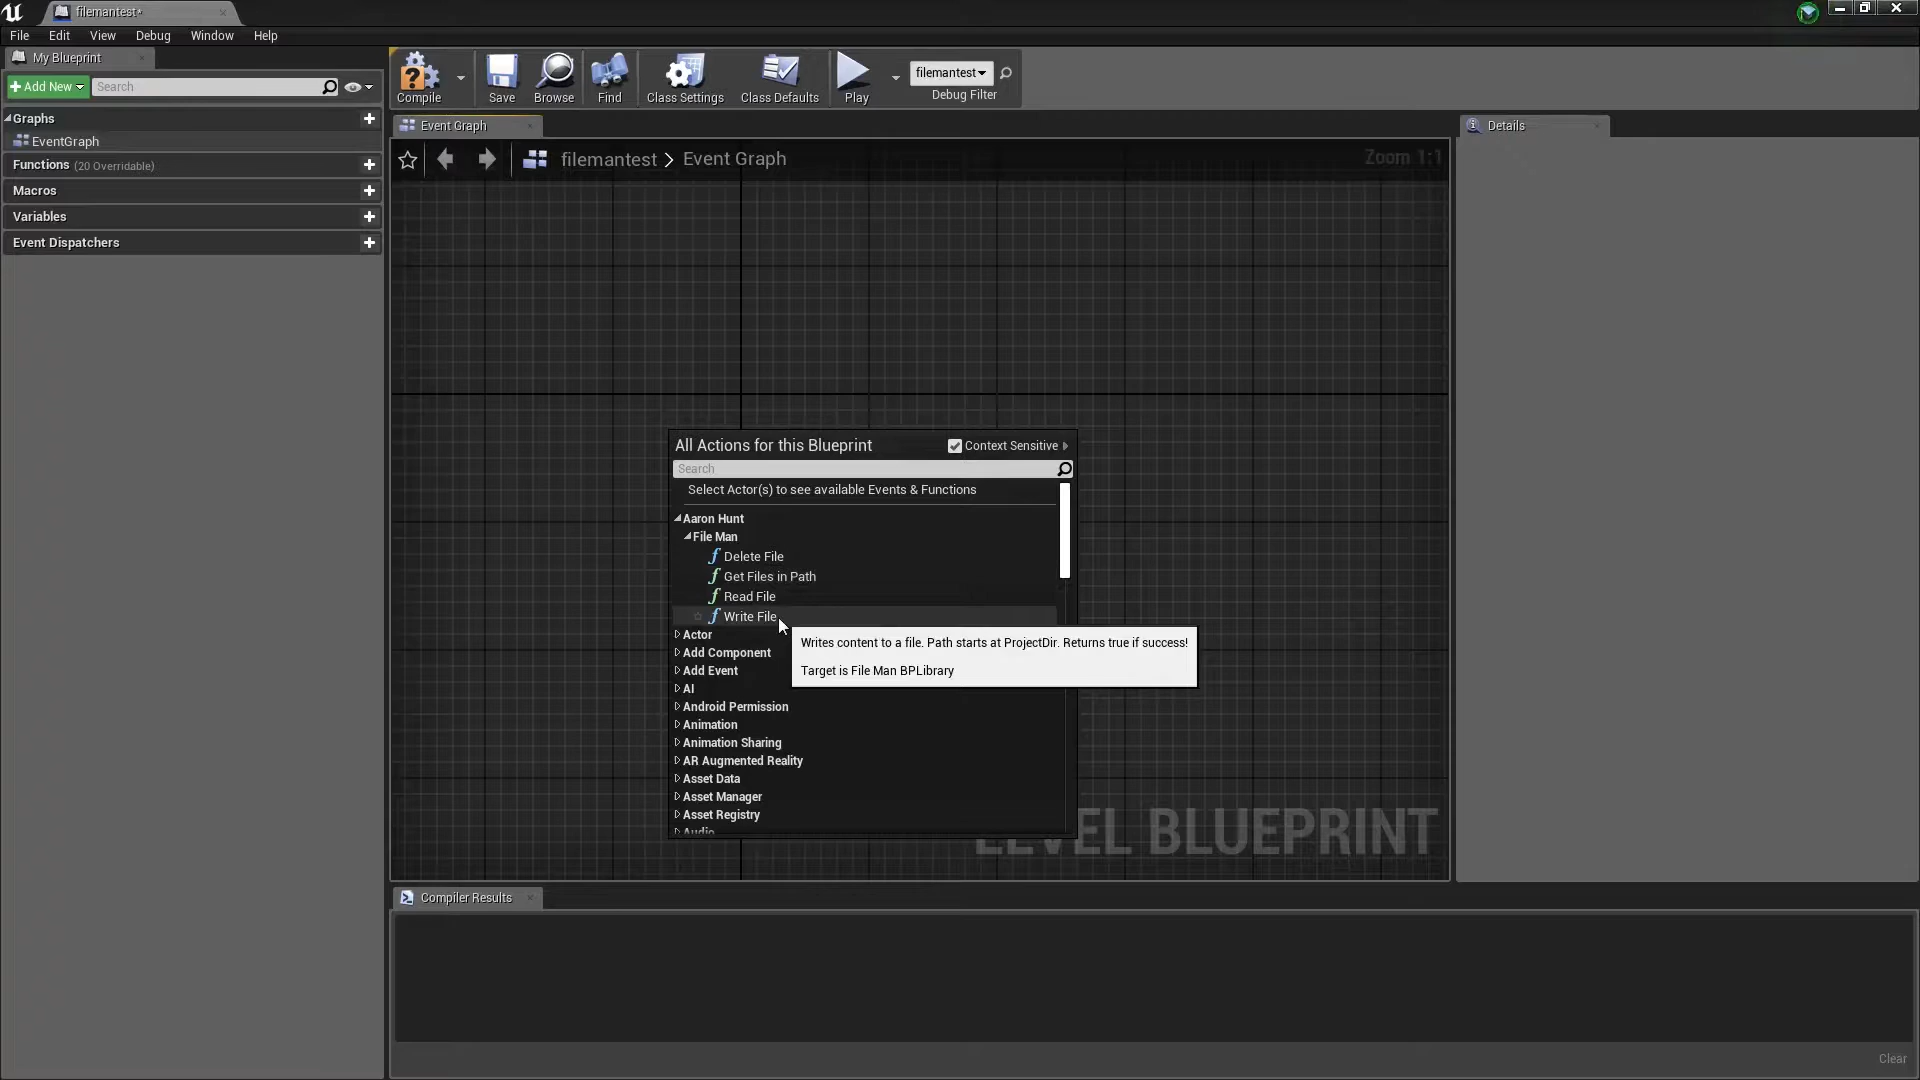 filemantest*
File Edit View Debug Window Help
My Blueprint
Add New
Search
Graphs
EventGraph
Functions (20 Overridable)
Macros
Variables
Event Dispatchers
Compile
Save
Browse
Find
Class Settings
Class Defaults
Play
filemantest
Debug Filter
Event Graph
filemantest > Event Graph
Zoom 1:1
All Actions for this Blueprint
Context Sensitive
Search
Select Actor(s) to see available Events & Functions
Aaron Hunt
File Man
Delete File
Get Files in Path
Read File
Write File
Writes content to a file. Path starts at ProjectDir. Returns true if success!
Target is File Man BPLibrary
Actor
Add Component
Add Event
AI
Android Permission
Animation
Animation Sharing
AR Augmented Reality
Asset Data
Asset Manager
Asset Registry
Audio
LEVEL BLUEPRINT
Details
Compiler Results
Clear